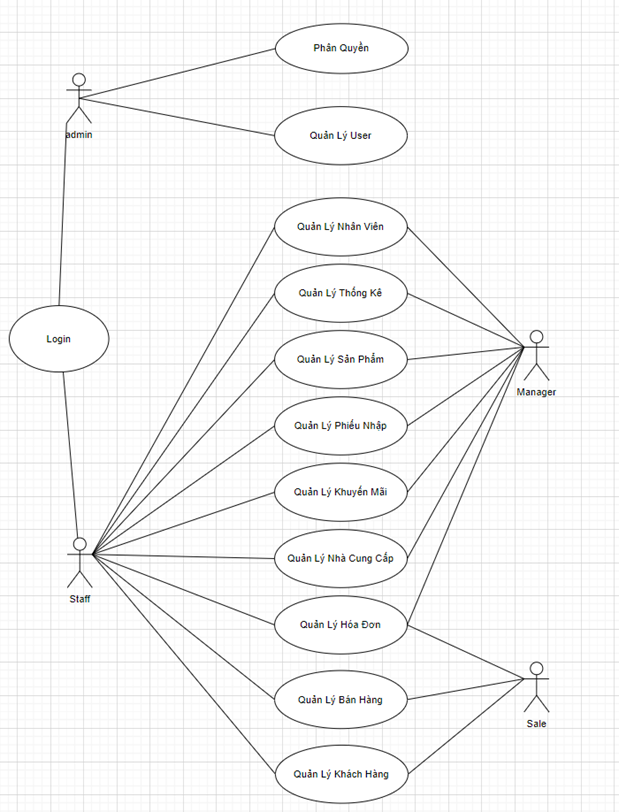 Phân Quyền
admin
Quản Lý User
Quản Lý Nhân Viên
Quản Lý Thống Kê
Login
Quản Lý Sản Phẩm
Manager
Quản Lý Phiếu Nhập
Quản Lý Khuyến Mãi
Quản Lý Nhà Cung Cấp
Staff
Quản Lý Hóa Đơn
Quản Lý Bán Hàng
Sale
Quản Lý Khách Hàng